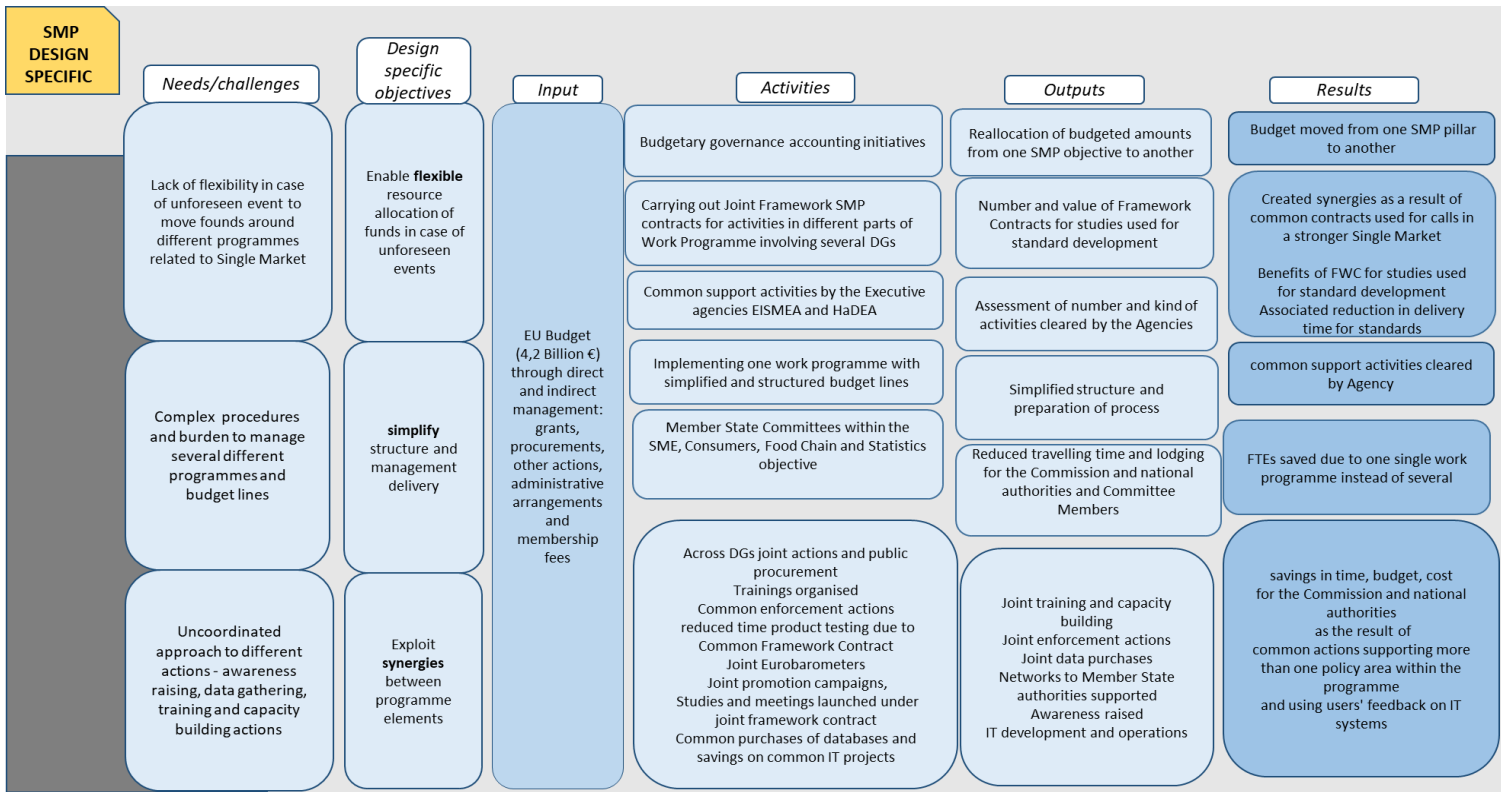 SMP
DESIGN
SPECIFIC
Needs/challenges
Design
specific
objectives
Input
Activities
Outputs
Results
Lack of flexibility in case
of unforeseen event to
move founds around
different programmes
related to Single Market
Complex procedures
and burden to manage
several different
programmes and
budget lines
Uncoordinated
approach to different
actions - awareness
raising, data gathering,
training and capacity
building actions
Enable flexible
resource
allocation of
funds in case of
unforeseen
events
simplify
structure and
management
delivery
Exploit
synergies
between
programme
elements
EU Budget
(4,2 Billion €)
through direct
and indirect
management:
grants,
procurements,
other actions,
administrative
arrangements
and
membership
fees
Budgetary governance accounting initiatives
Carrying out Joint Framework SMP
contracts for activities in different parts of
Work Programme involving several DGs
Common support activities by the Executive
agencies EISMEA and HaDEA
Implementing one work programme with
simplified and structured budget lines
Member State Committees within the
SME, Consumers, Food Chain and Statistics
objective
Across DGs joint actions and public
procurement
Trainings organised
Common enforcement actions
reduced time product testing due to
Common Framework Contract
Joint Eurobarometers
Joint promotion campaigns,
Studies and meetings launched under
joint framework contract
Common purchases of databases and
savings on common IT projects
Reallocation of budgeted amounts
from one SMP objective to another
Number and value of Framework
Contracts for studies used for
standard development
Assessment of number and kind of
activities cleared by the Agencies
Simplified structure and
preparation of process
Reduced travelling time and lodging
for the Commission and national
authorities and Committee
Members
Joint training and capacity
building
Joint enforcement actions
Joint data purchases
Networks to Member State
authorities supported
Awareness raised
IT development and operations
Budget moved from one SMP pillar
to another
Created synergies as a result of
common contracts used for calls in
a stronger Single Market
Benefits of FWC for studies used
for standard development
Associated reduction in delivery
time for standards
common support activities cleared
by Agency
FTEs saved due to one single work
programme instead of several
savings in time, budget, cost
for the Commission and national
authorities
as the result of
common actions supporting more
than one policy area within the
programme
and using users' feedback on IT
systems